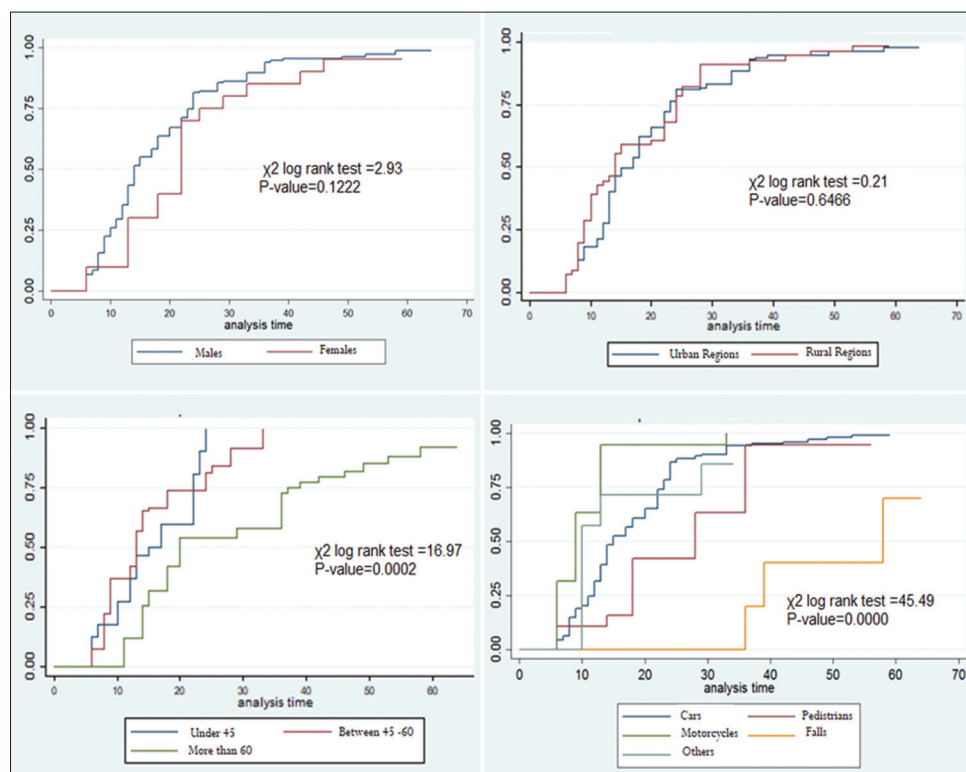 1.00
0.75
0.50
0.25
0.00
χ2 log rank test =2.93
P-value=0.1222
0 10 20 30 40 50 60 70
analysis time
Males Females
1.00
0.75
0.50
0.25
0.00
χ2 log rank test =0.21
P-value=0.6466
0 10 20 30 40 50 60 70
analysis time
Urban Regions Rural Regions
1.00
0.75
0.50
0.25
0.00
χ2 log rank test =16.97
P-value=0.0002
0 10 20 30 40 50 60
analysis time
Under 45 Between 45 -60
More than 60
1.00
0.75
0.50
0.25
0.00
χ2 log rank test =45.49
P-value=0.0000
0 10 20 30 40 50 60 70
analysis time
Cars Pedistrians
Motorcycles Falls
Others